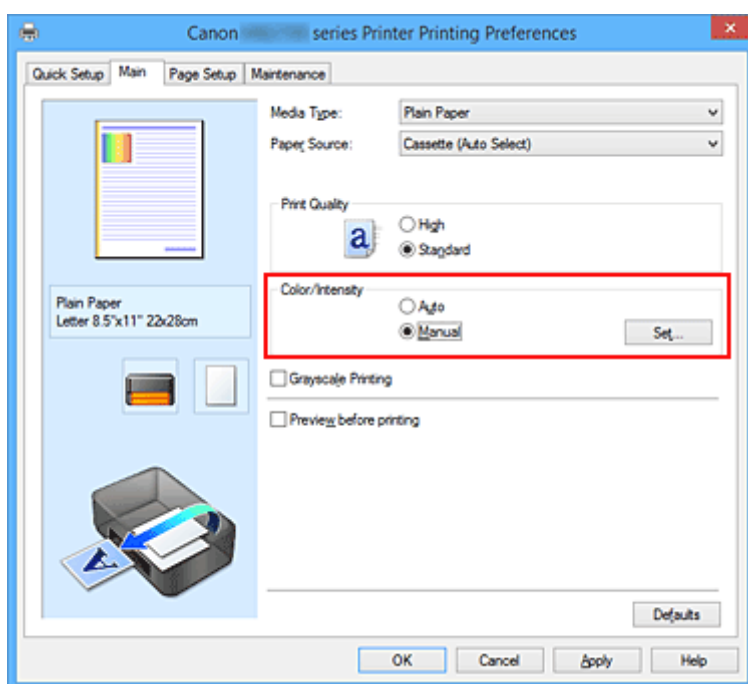 Canon series Printer Printing Preferences
Quick Setup Main Page Setup Maintenance
Media Type: Plain Paper
Paper Source: Cassette (Auto Select)
Print Quality
a
High
Standard
Color/Intensity
Auto
Manual
Set...
Plain Paper
Letter 8.5"x11" 22x28cm
Grayscale Printing
Preview before printing
A
Defaults
OK Cancel Apply Help